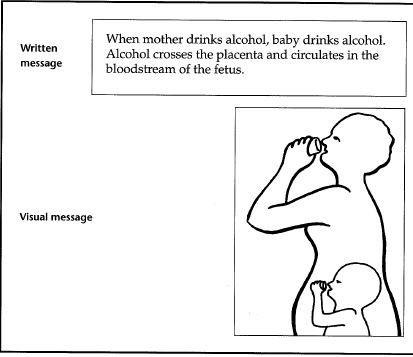 Written
message
When mother drinks alcohol, baby drinks alcohol.
Alcohol crosses the placenta and circulates in the
bloodstream of the fetus.
Visual message